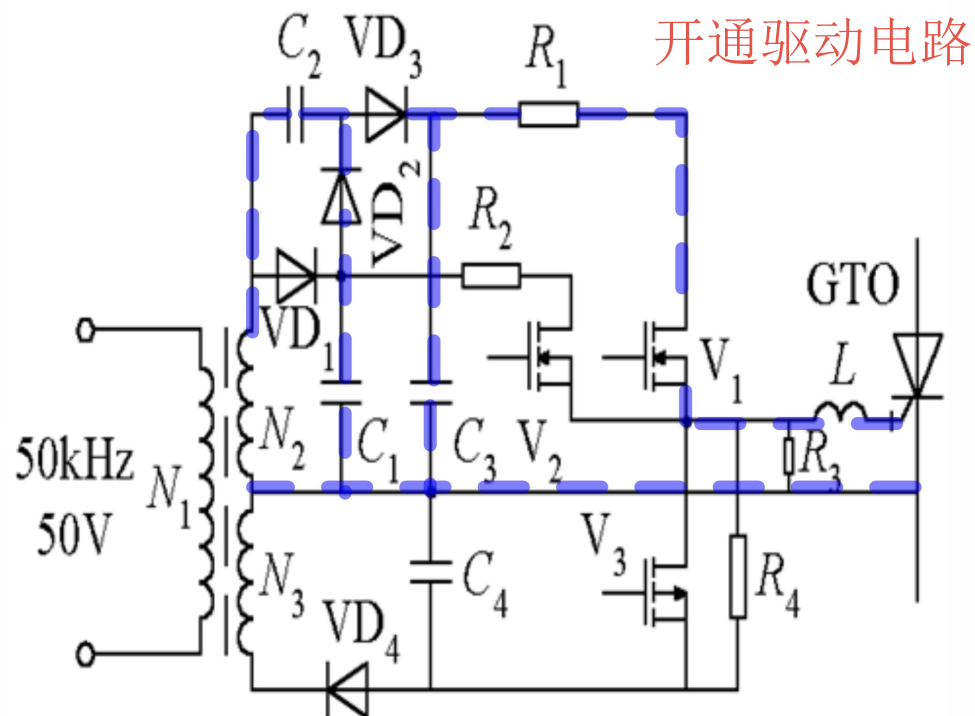 开通驱动电路
C2 VD3 R1
VD2
R2
GTO
VD1
V1
L
50kHz
50V
N1
N2
C1
C3
V2
R3
V3
N3
C4
R4
VD4